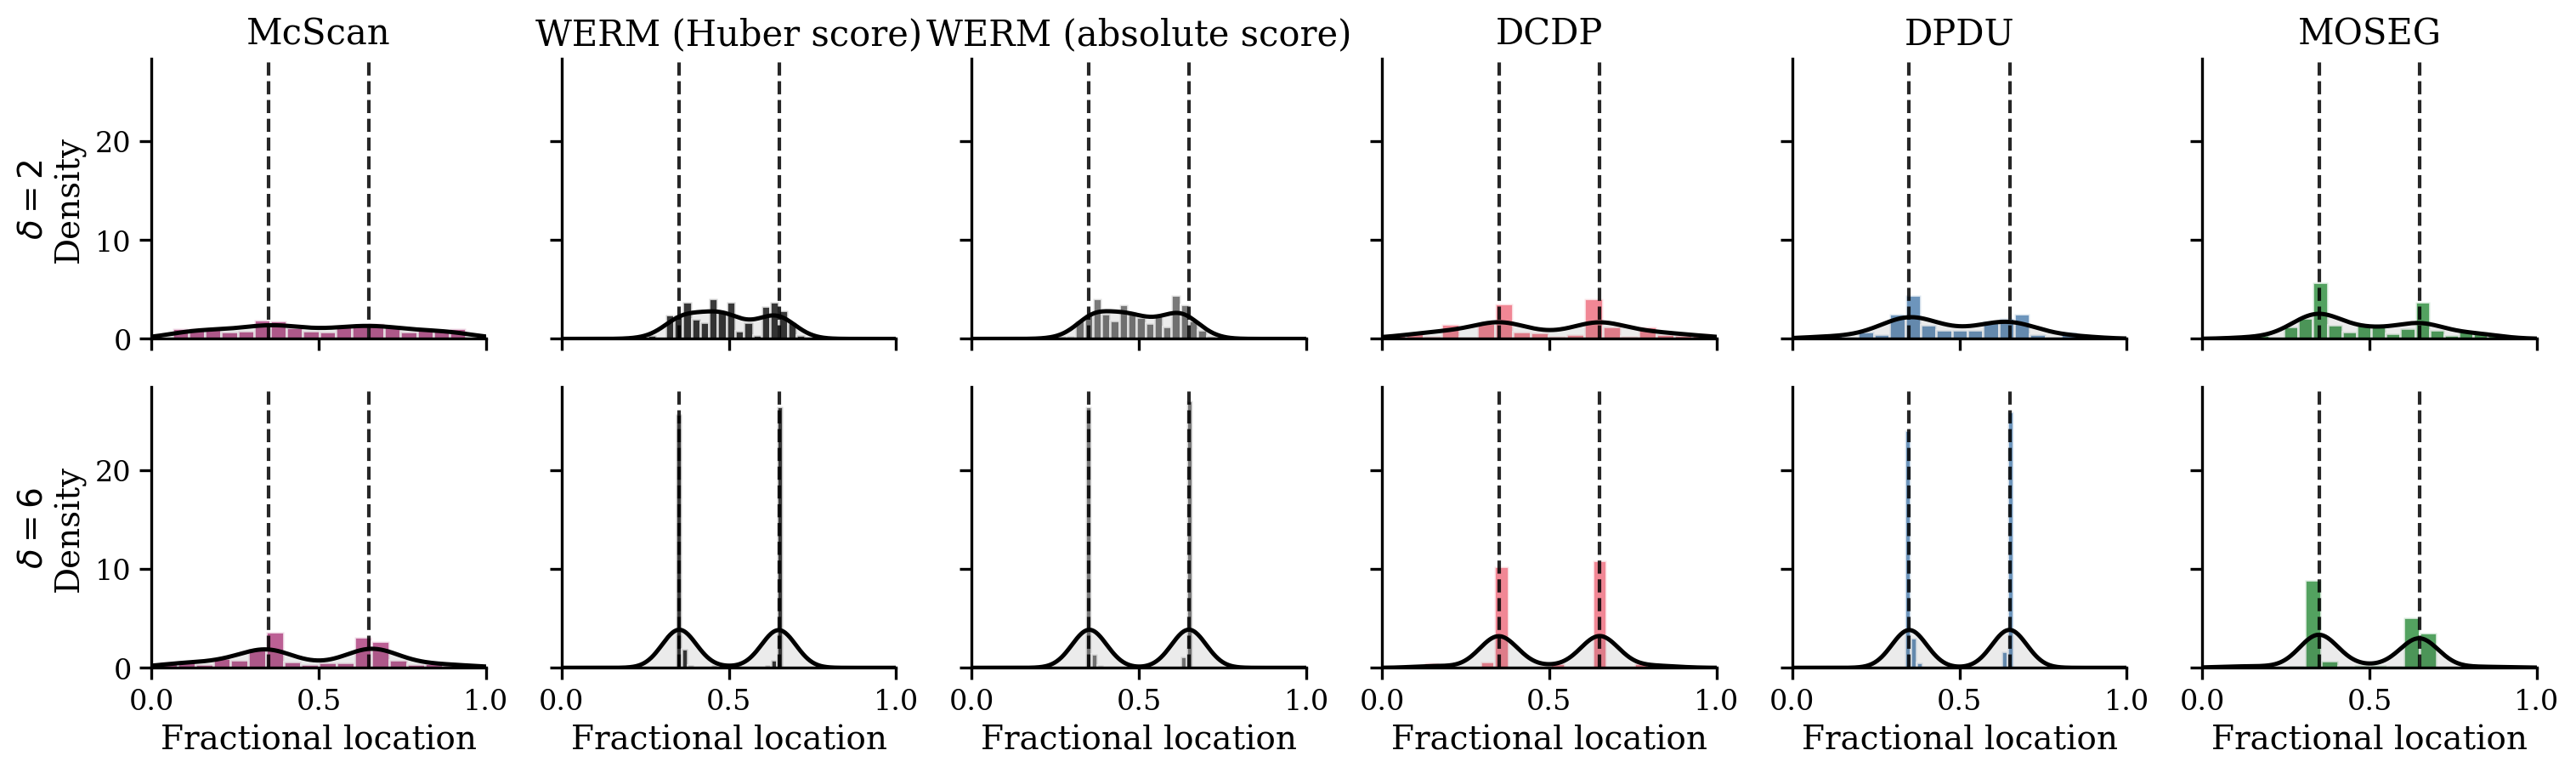 McScan
WERM (Huber score)
WERM (absolute score)
DCDP
DPDU
MOSEG
δ = 2
Density
20
10
0
δ = 6
Density
20
10
0
0.0 0.5 1.0
0.0 0.5 1.0
0.0 0.5 1.0
0.0 0.5 1.0
0.0 0.5 1.0
0.0 0.5 1.0
Fractional location
Fractional location
Fractional location
Fractional location
Fractional location
Fractional location